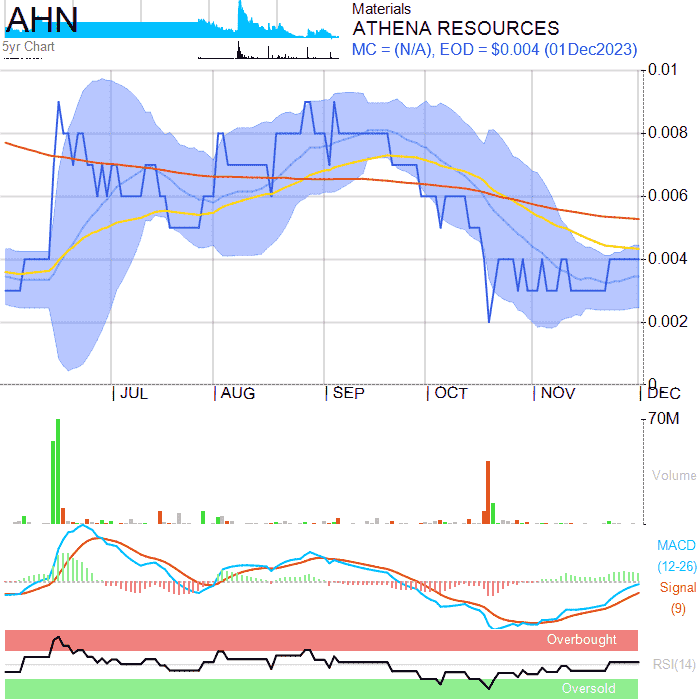 AHN
5yr Chart
Materials
ATHENA RESOURCES
MC = (N/A), EOD = $0.004 (01Dec2023)
0.01
0.008
0.006
0.004
0.002
0
JUL
AUG
SEP
OCT
NOV
DEC
70M
Volume
MACD
(12-26)
Signal
(9)
Overbought
RSI(14)
Oversold